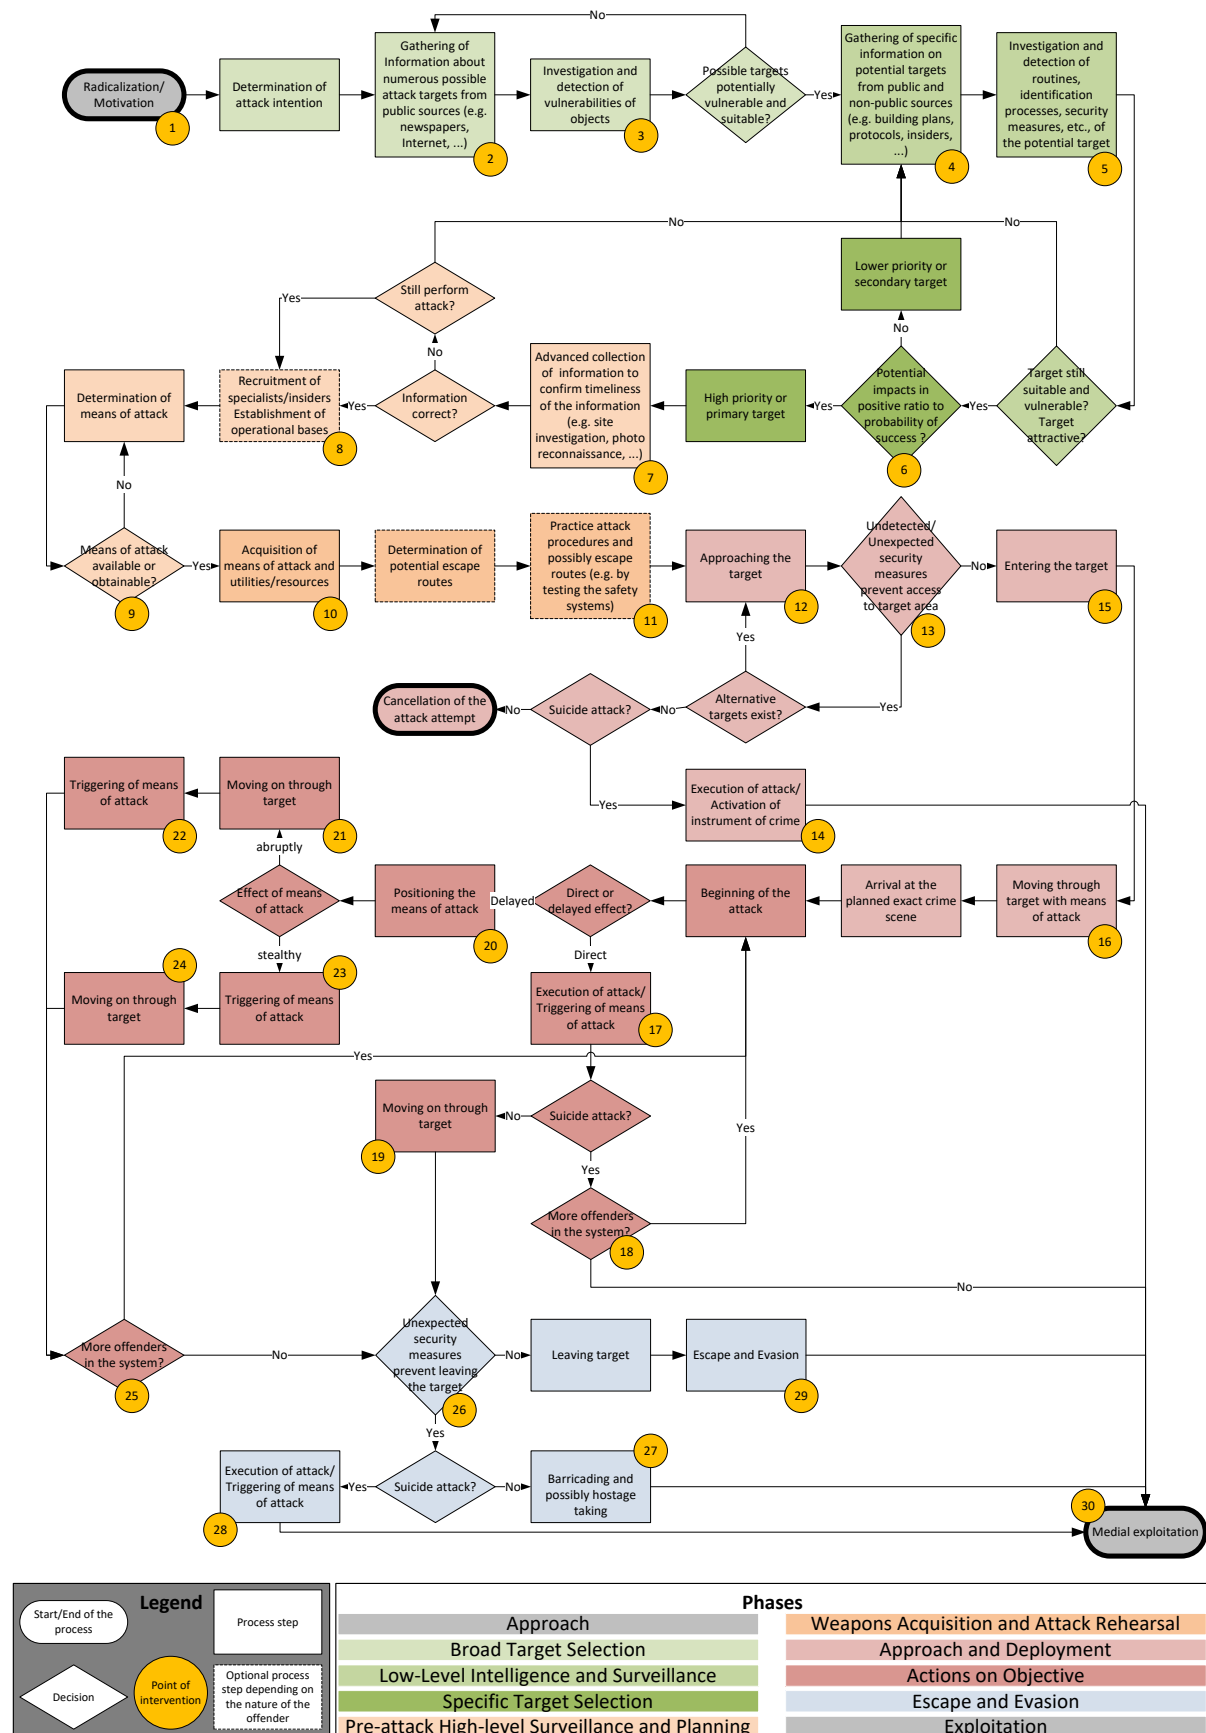 No
Radicalization/
Motivation
1
Determination of
attack intention
Gathering of
Information about
numerous possible
attack targets from
public sources (e.g.
newspapers,
Internet, ...)
2
Investigation and
detection of
vulnerabilities of
objects
3
Possible targets
potentially
vulnerable and
suitable?
Yes
Gathering of specific
information on
potential targets
from public and
non-public sources
(e.g. building plans,
protocols, insiders,
...)
4
Investigation and
detection of
routines,
identification
processes, security
measures, etc., of
the potential target
5
No
No
Still perform
attack?
Yes
Lower priority or
secondary target
No
No
Determination of
means of attack
Recruitment of
specialists/insiders
Establishment of
operational bases
8
Yes
Information
correct?
Advanced collection
of information to
confirm timeliness
of the information
(e.g. site
investigation, photo
reconnaissance, ...)
7
High priority or
primary target
Yes
Potential
impacts in
positive ratio to
probability of
success ?
6
Yes
Target still
suitable and
vulnerable?
Target
attractive?
No
Means of attack
available or
obtainable?
9
Yes
Acquisition of
means of attack and
utilities/resources
10
Determination of
potential escape
routes
Practice attack
procedures and
possibly escape
routes (e.g. by
testing the safety
systems)
11
Approaching the
target
12
Undetected/
Unexpected
security
measures
prevent access
to target area
13
No
Entering the target
15
Yes
Cancellation of the
attack attempt
No
Suicide attack?
No
Alternative
targets exist?
Yes
Yes
Execution of attack/
Activation of
instrument of crime
14
Triggering of means
of attack
22
Moving on through
target
21
abruptly
Effect of means
of attack
stealthy
Positioning the
means of attack
20
Delayed
Direct or
delayed effect?
Direct
Beginning of the
attack
Arrival at the
planned exact crime
scene
Moving through
target with means
of attack
16
24
Moving on through
target
23
Triggering of means
of attack
Execution of attack/
Triggering of means
of attack
17
Yes
Moving on through
target
19
No
Suicide attack?
Yes
Yes
More offenders
in the system?
18
No
More offenders
in the system?
25
No
Unexpected
security
measures
prevent leaving
the target
26
No
Leaving target
Escape and Evasion
29
Yes
Execution of attack/
Triggering of means
of attack
28
Yes
Suicide attack?
No
27
Barricading and
possibly hostage
taking
30
Medial exploitation
Legend
Start/End of the
process
Process step
Decision
Point of
intervention
Optional process
step depending on
the nature of the
offender
Phases
Approach
Broad Target Selection
Low-Level Intelligence and Surveillance
Specific Target Selection
Pre-attack High-level Surveillance and Planning
Weapons Acquisition and Attack Rehearsal
Approach and Deployment
Actions on Objective
Escape and Evasion
Exploitation